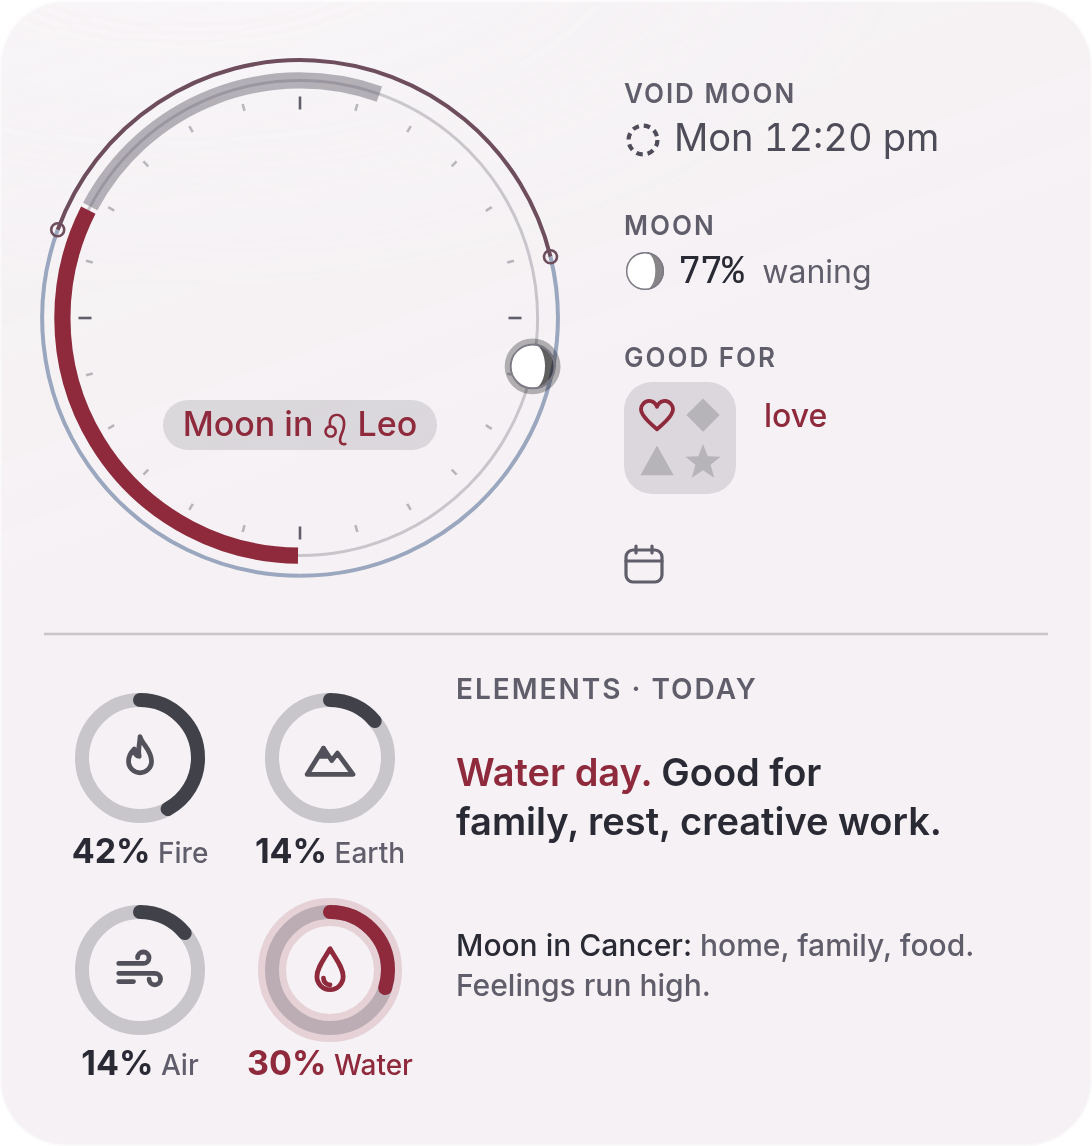 VOID MOON
Mon 12:20 pm
MOON
77% waning
GOOD FOR
love
Moon in ♌ Leo
ELEMENTS · TODAY
Water day. Good for
family, rest, creative work.
Moon in Cancer: home, family, food.
Feelings run high.
42% Fire
14% Earth
14% Air
30% Water